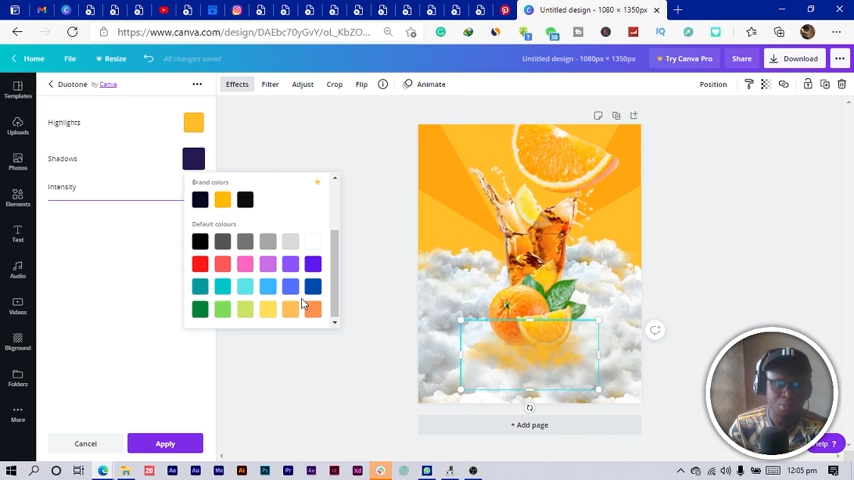 Untitled design - 1080 × 1350px
https://www.canva.com/design/DAEbc70yGvY/oL_KbZO...
Home
File
Resize
All changes saved
Untitled design - 1080px × 1350px
Try Canva Pro
Share
Download
Templates
Uploads
Photos
Elements
Text
Audio
Videos
Bkground
Folders
More
Duotone by Canva
Effects
Filter
Adjust
Crop
Flip
Animate
Position
Highlights
Shadows
Intensity
Brand colors
Default colours
Cancel
Apply
+ Add page
Help ?
12:05 pm